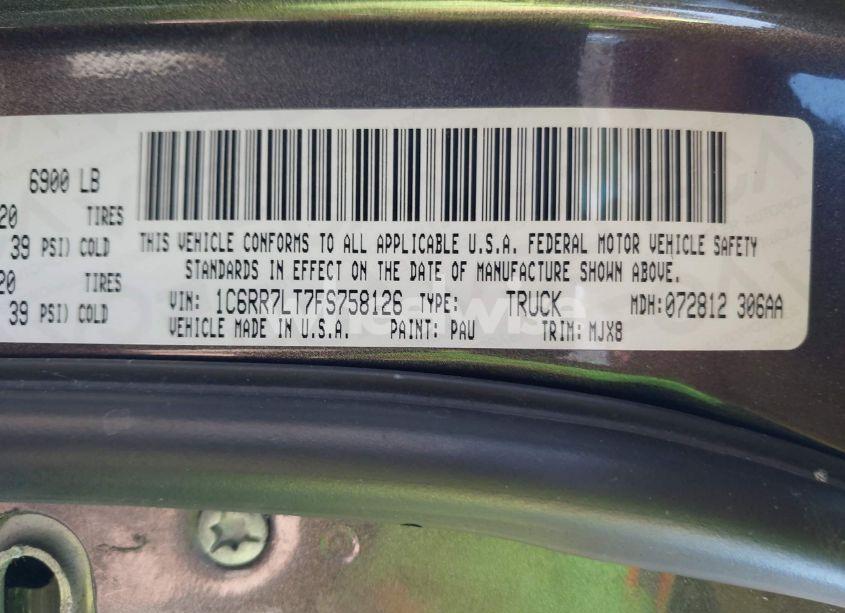 6900 LB
20 TIRES
39 PSI) COLD
20 TIRES
39 PSI) COLD
THIS VEHICLE CONFORMS TO ALL APPLICABLE U.S.A. FEDERAL MOTOR VEHICLE SAFETY
STANDARDS IN EFFECT ON THE DATE OF MANUFACTURE SHOWN ABOVE.
VIN: 1C6RR7LT7FS758126 TYPE: TRUCK MDH:072812 306AA
VEHICLE MADE IN U.S.A. PAINT: PAU TRIM: MJX8